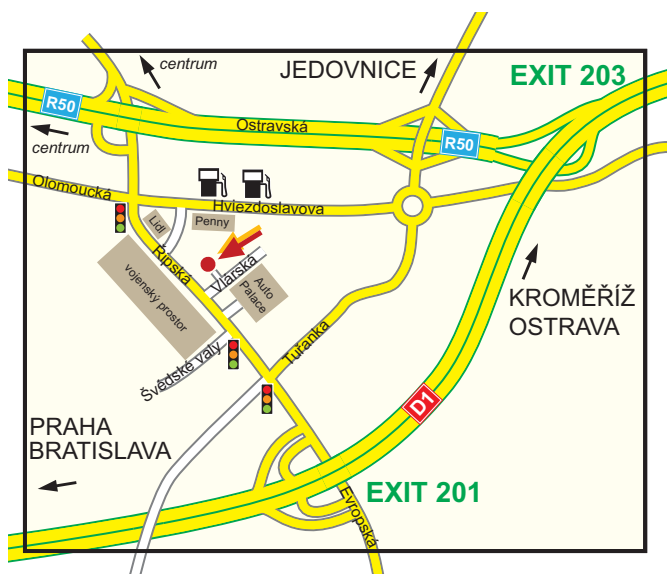 centrum
JEDOVNICE
EXIT 203
R50
Ostravská
R50
centrum
Olomoucká
Hviezdoslavova
Lidl
Penny
Řípská
Vlárská
vojenský prostor
Auto
Palace
KROMĚŘÍŽ
OSTRAVA
Švédské valy
Tuřanka
D1
PRAHA
BRATISLAVA
EXIT 201
Evropská